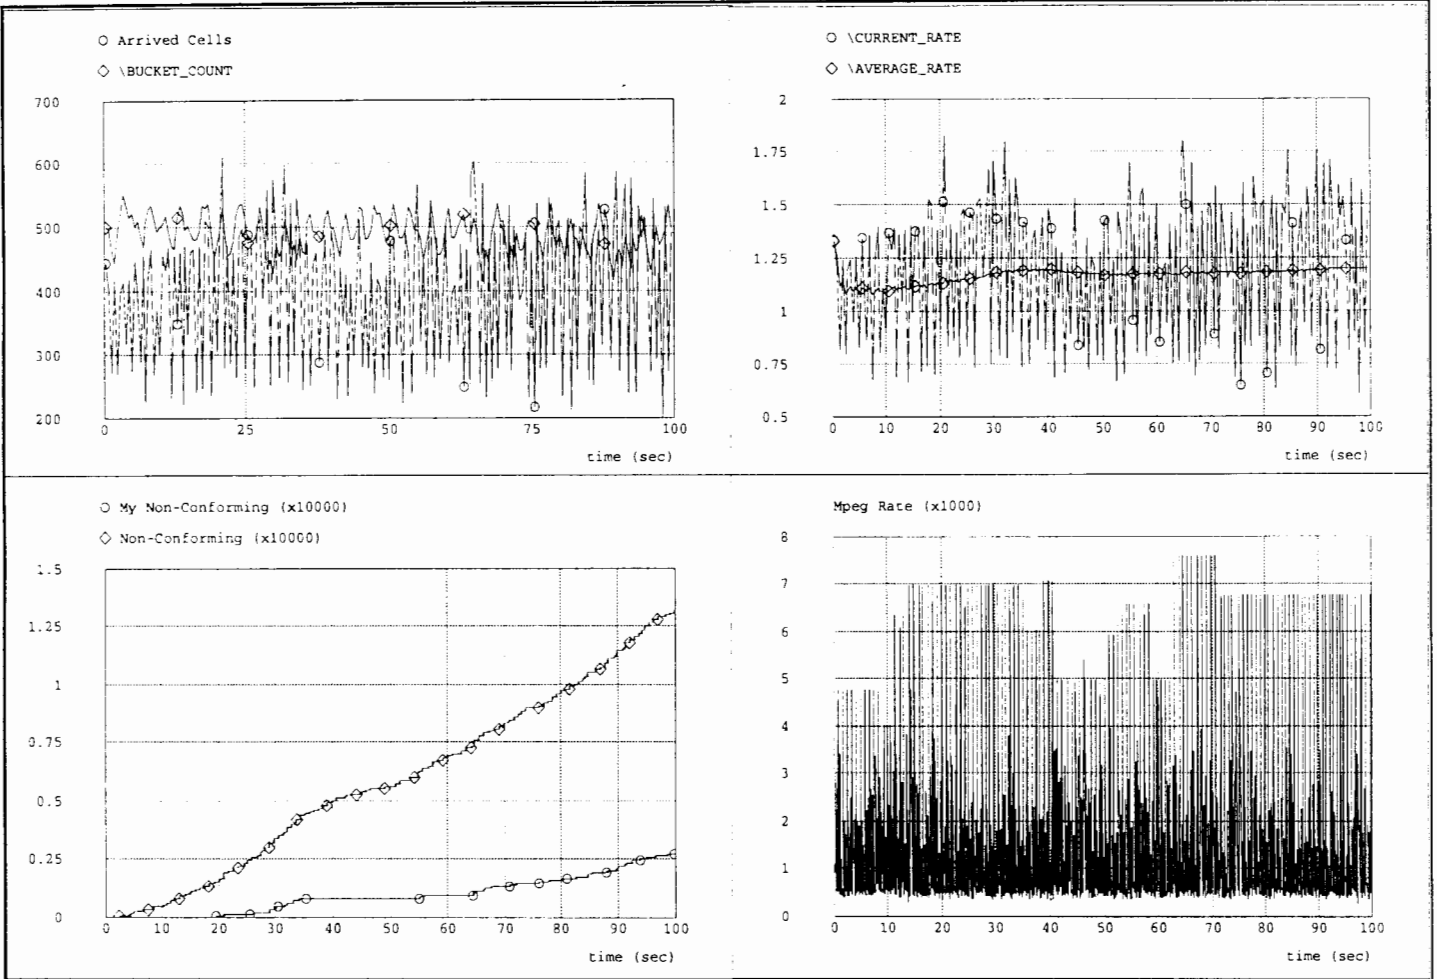 Arrived Cells
\BUCKET_COUNT
700
600
500
400
300
200
0 25 50 75 100
time (sec)
\CURRENT_RATE
\AVERAGE_RATE
2
1.75
1.5
1.25
1
0.75
0.5
0 10 20 30 40 50 60 70 80 90 100
time (sec)
My Non-Conforming (x10000)
Non-Conforming (x10000)
1.5
1.25
1
0.75
0.5
0.25
0
0 10 20 30 40 50 60 70 80 90 100
time (sec)
Mpeg Rate (x1000)
8
7
6
5
4
3
2
1
0
0 10 20 30 40 50 60 70 80 90 100
time (sec)